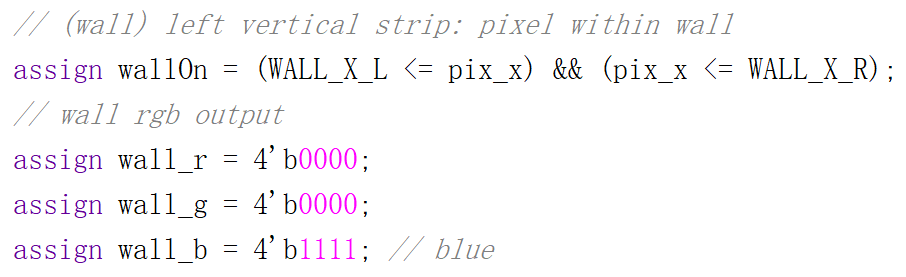 // (wall) left vertical strip: pixel within wall
assign wallOn = (WALL_X_L <= pix_x) && (pix_x <= WALL_X_R);
// wall rgb output
assign wall_r = 4'b0000;
assign wall_g = 4'b0000;
assign wall_b = 4'b1111; // blue